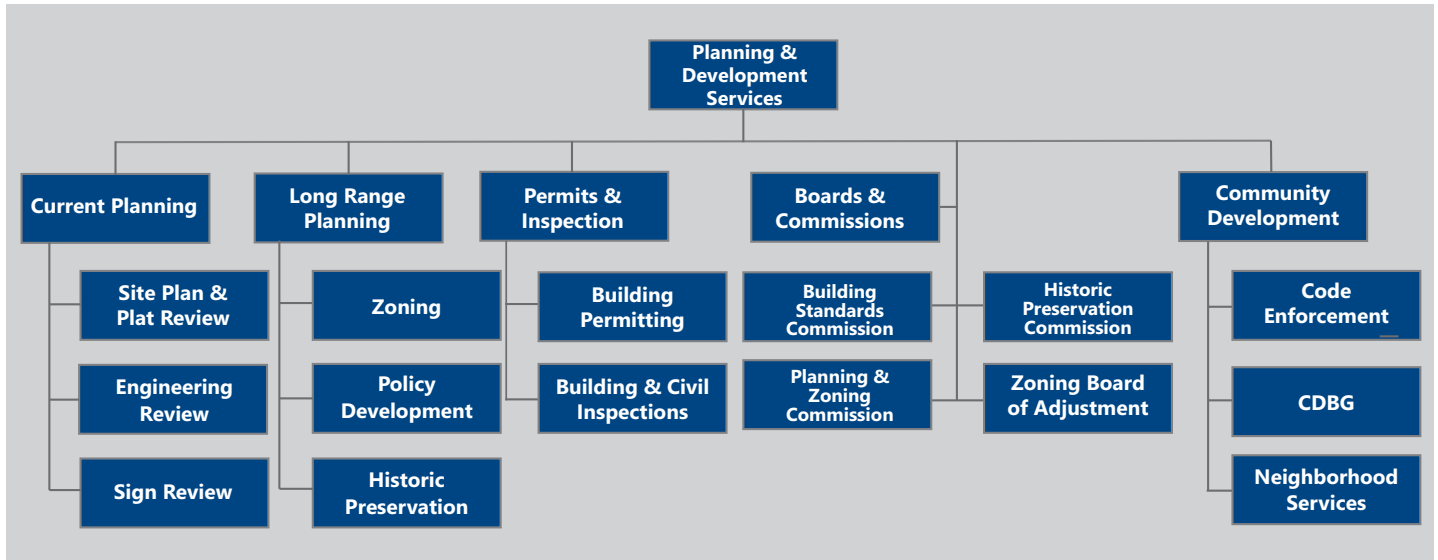 Planning &
Development
Services
Current Planning
Long Range
Planning
Permits &
Inspection
Boards &
Commissions
Community
Development
Site Plan &
Plat Review
Zoning
Building
Permitting
Building
Standards
Commission
Historic
Preservation
Commission
Code
Enforcement
Engineering
Review
Policy
Development
Building & Civil
Inspections
Planning &
Zoning
Commission
Zoning Board
of Adjustment
CDBG
Sign Review
Historic
Preservation
Neighborhood
Services